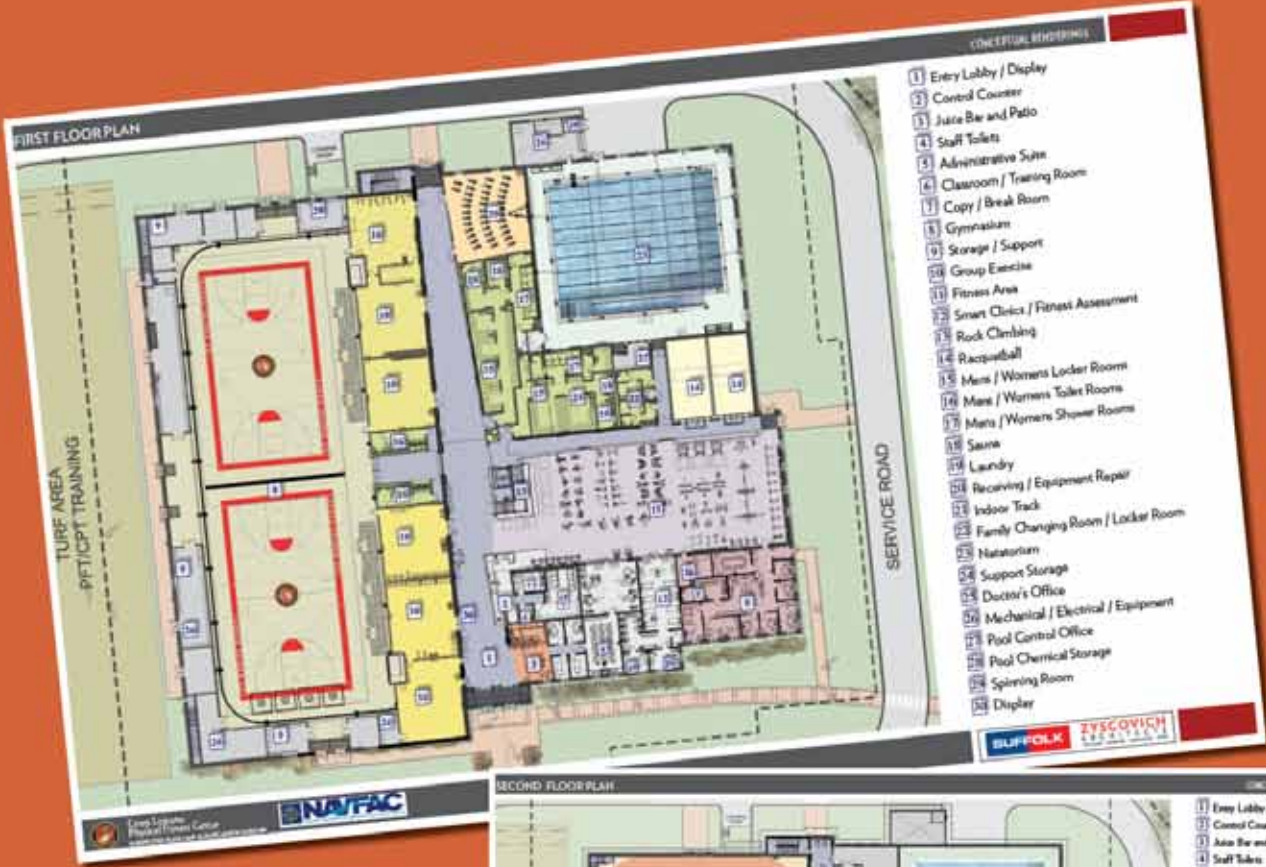 CONCEPTUAL RENDERINGS
FIRST FLOOR PLAN
1 Entry Lobby / Display
2 Control Counter
3 Juice Bar and Patio
4 Staff Toilets
5 Administrative Suite
6 Classroom / Training Room
7 Copy / Break Room
8 Gymnasium
9 Storage / Support
10 Group Exercise
11 Fitness Area
12 Smart Clinics / Fitness Assessment
13 Rock Climbing
14 Racquetball
15 Mens / Womens Locker Rooms
16 Mens / Womens Toilet Rooms
17 Mens / Womens Shower Rooms
18 Sauna
19 Laundry
20 Receiving / Equipment Repair
21 Indoor Track
22 Family Changing Room / Locker Room
23 Natatorium
24 Support Storage
25 Doctor's Office
26 Mechanical / Electrical / Equipment
27 Pool Control Office
28 Pool Chemical Storage
29 Spinning Room
30 Display
TURF AREA
PFT/CPT TRAINING
SERVICE ROAD
SUFFOLK
ZYSCOVICH
ARCHITECTS
NAVFAC
Camp Lejeune
Physical Fitness Center
SECOND FLOOR PLAN
1 Entry Lobby
2 Control Cou
3 Juice Bar an
4 Staff Toilets